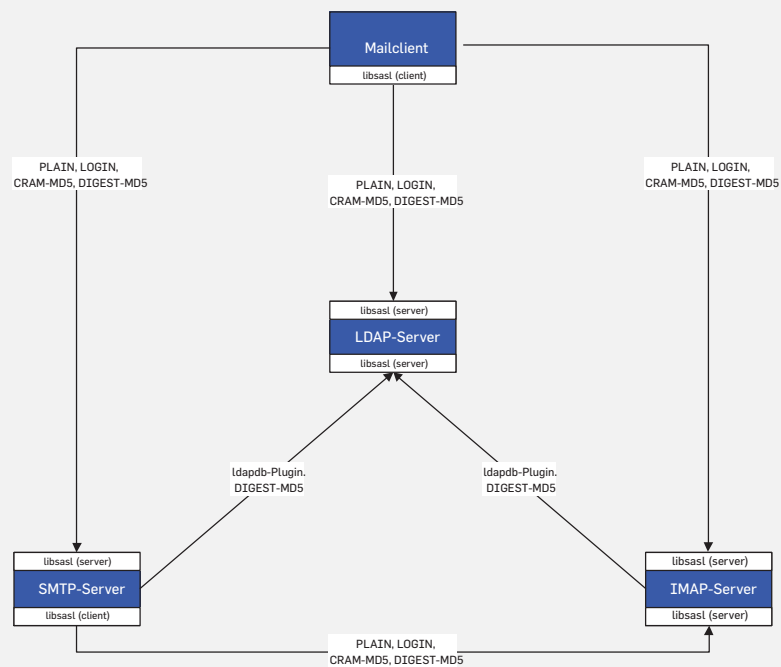 Mailclient
libsasl (client)
PLAIN, LOGIN,
CRAM-MD5, DIGEST-MD5
PLAIN, LOGIN,
CRAM-MD5, DIGEST-MD5
PLAIN, LOGIN,
CRAM-MD5, DIGEST-MD5
libsasl (server)
LDAP-Server
libsasl (server)
ldapdb-Plugin.
DIGEST-MD5
ldapdb-Plugin.
DIGEST-MD5
libsasl (server)
SMTP-Server
libsasl (client)
libsasl (server)
IMAP-Server
libsasl (server)
PLAIN, LOGIN,
CRAM-MD5, DIGEST-MD5